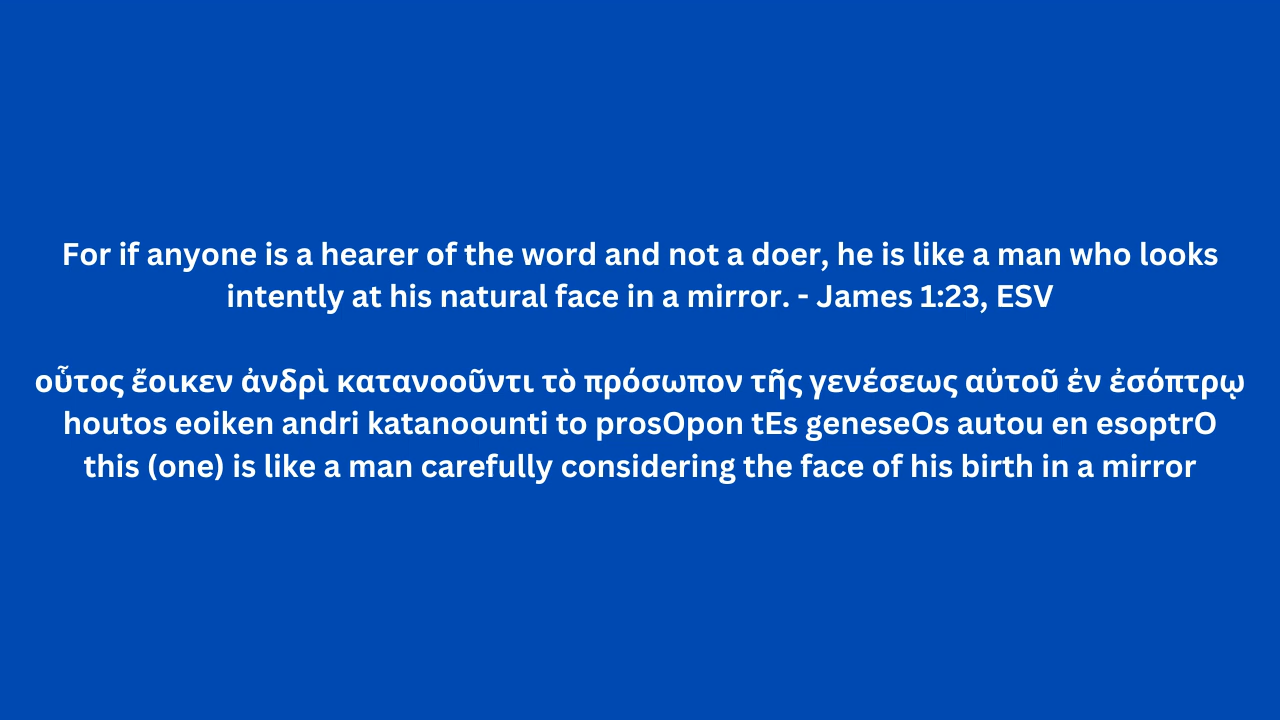 For if anyone is a hearer of the word and not a doer, he is like a man who looks
intently at his natural face in a mirror. - James 1:23, ESV
οὗτος ἔοικεν ἀνδρὶ κατανοοῦντι τὸ πρόσωπον τῆς γενέσεως αὐτοῦ ἐν ἐσόπτρῳ
houtos eoiken andri katanoounti to prosOpon tEs geneseOs autou en esoptrO
this (one) is like a man carefully considering the face of his birth in a mirror